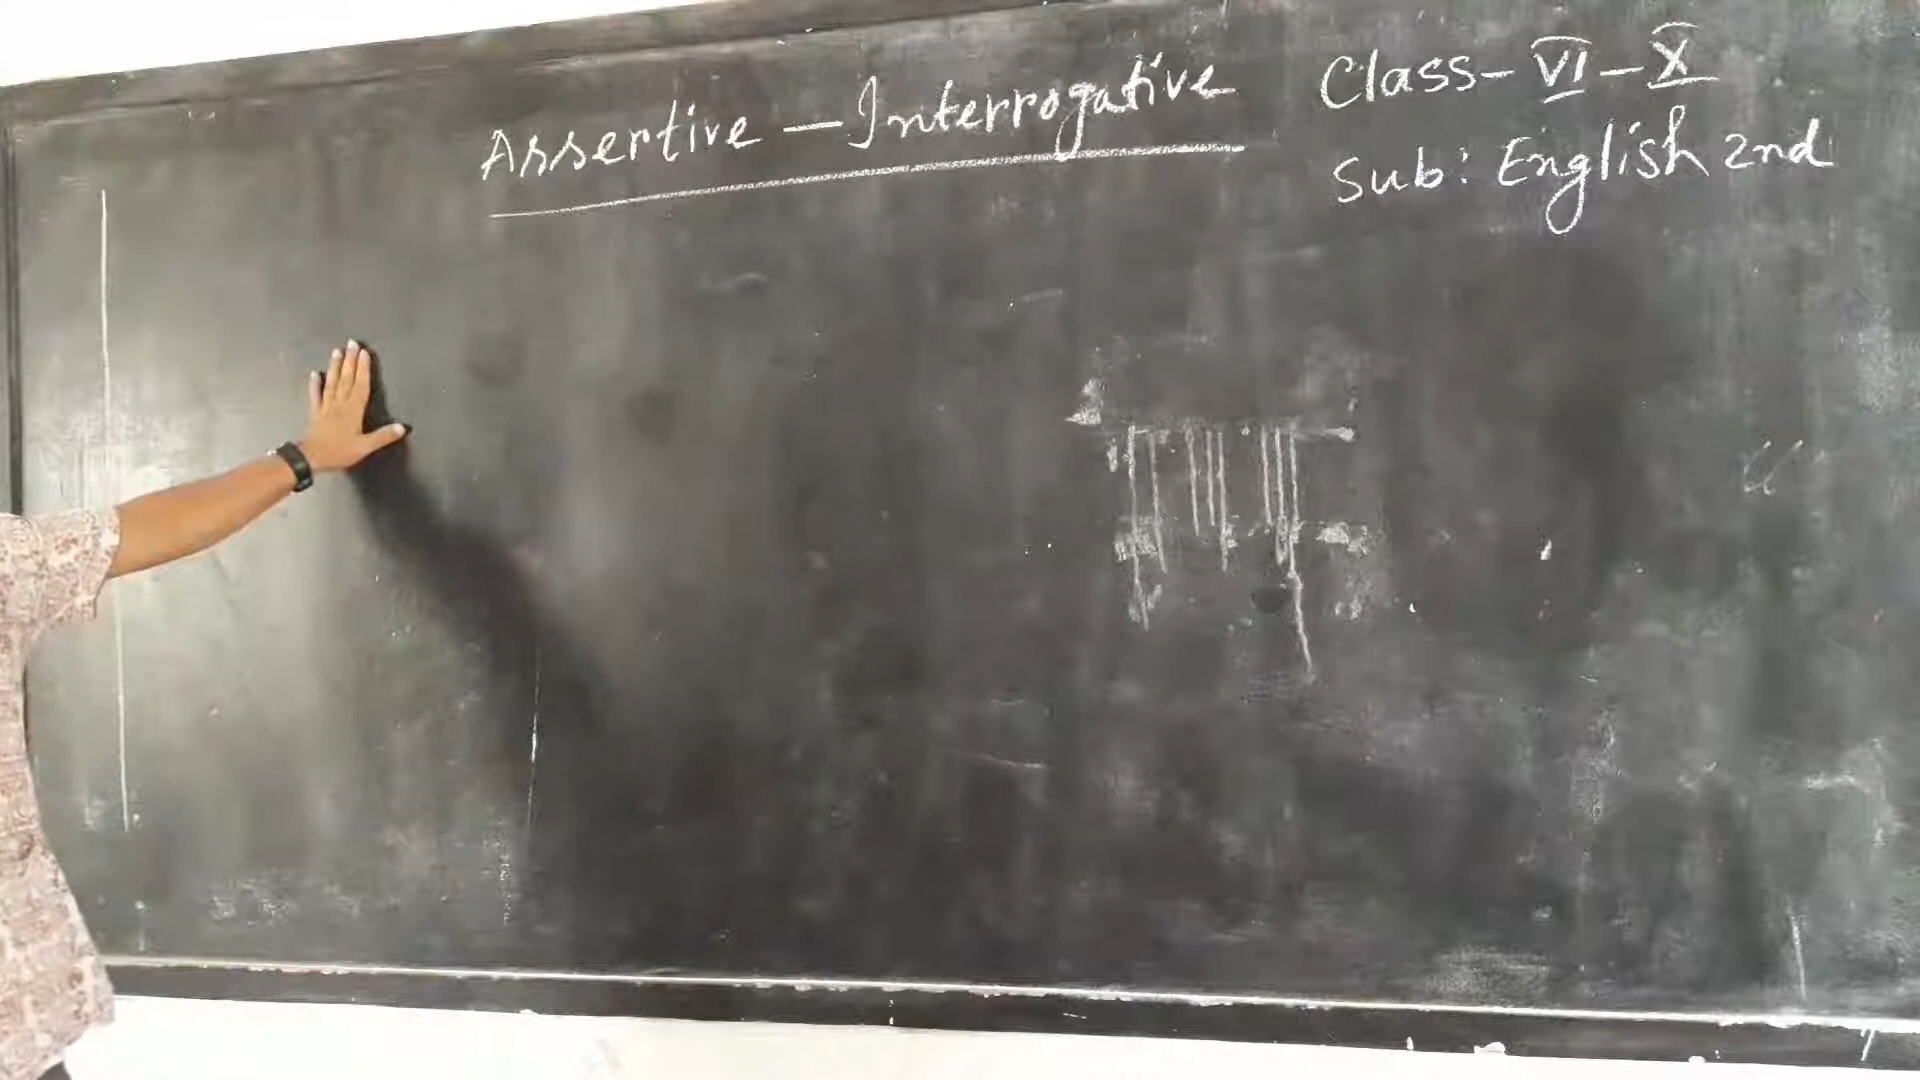 Assertive – Interrogative
Class – VI – X
Sub: English 2nd